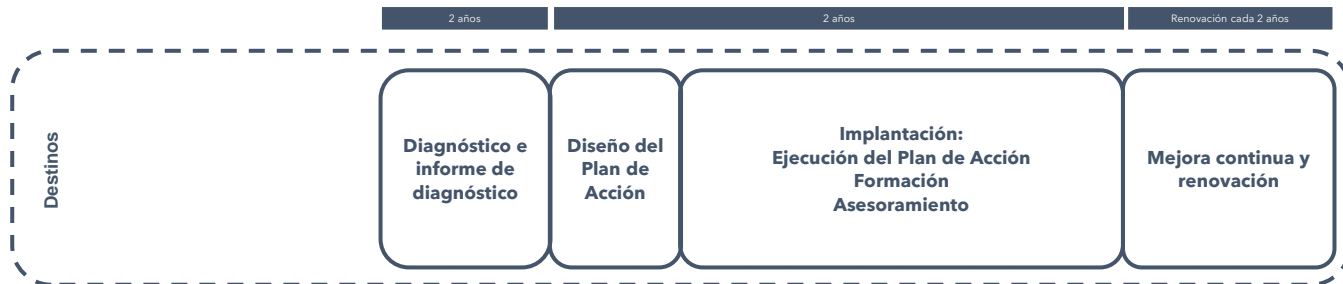 2 años
2 años
Renovación cada 2 años
Destinos
Diagnóstico e
informe de
diagnóstico
Diseño del
Plan de
Acción
Implantación:
Ejecución del Plan de Acción
Formación
Asesoramiento
Mejora continua y
renovación